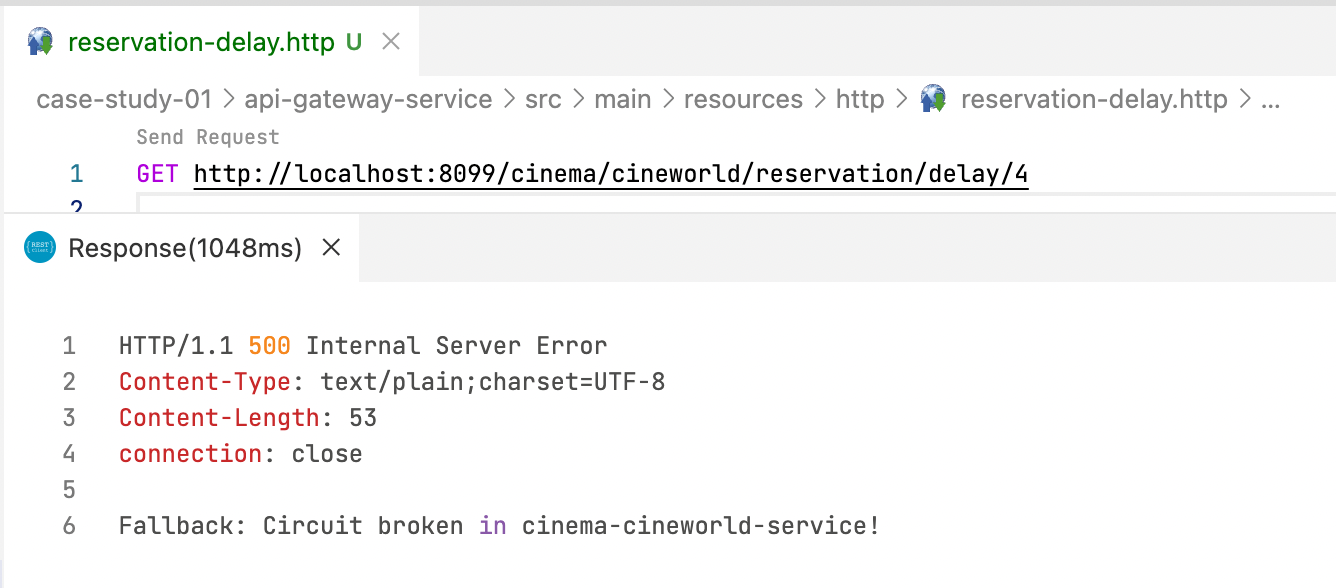 reservation-delay.http U
case-study-01 > api-gateway-service > src > main > resources > http > reservation-delay.http > ...
Send Request
1 GET http://localhost:8099/cinema/cineworld/reservation/delay/4
2
{REST} Client
Response(1048ms)
1 HTTP/1.1 500 Internal Server Error
2 Content-Type: text/plain;charset=UTF-8
3 Content-Length: 53
4 connection: close
5
6 Fallback: Circuit broken in cinema-cineworld-service!